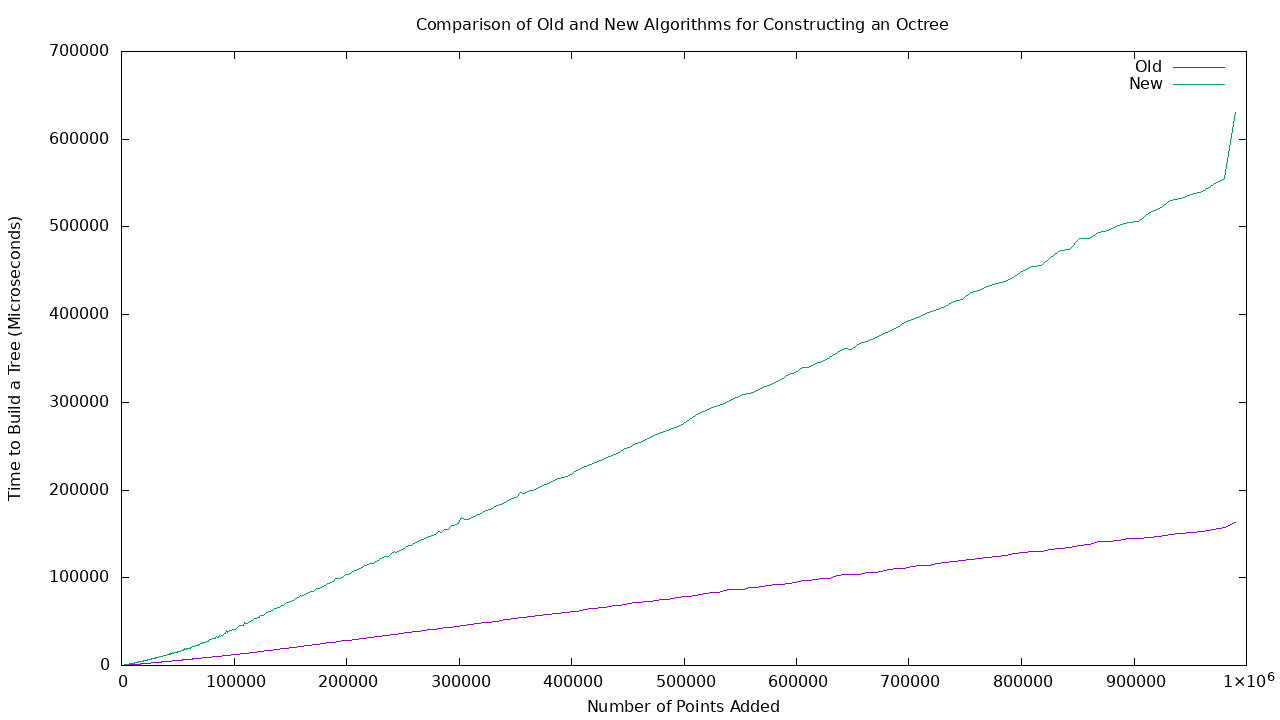 Comparison of Old and New Algorithms for Constructing an Octree
700000
600000
500000
400000
300000
200000
100000
0
Time to Build a Tree (Microseconds)
Old
New
0 100000 200000 300000 400000 500000 600000 700000 800000 900000 1×10⁶
Number of Points Added